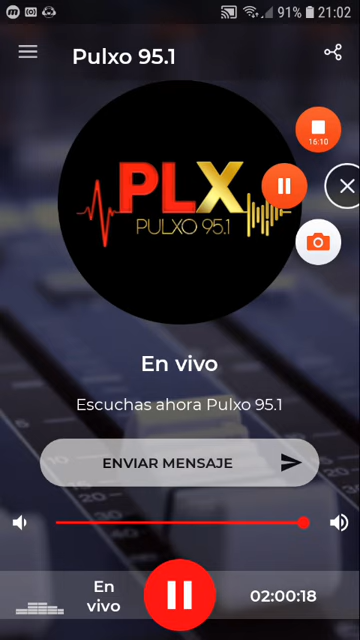 91% 21:02
Pulxo 95.1
16:10
PLX
PULXO 95.1
En vivo
Escuchas ahora Pulxo 95.1
ENVIAR MENSAJE
En
vivo
02:00:18